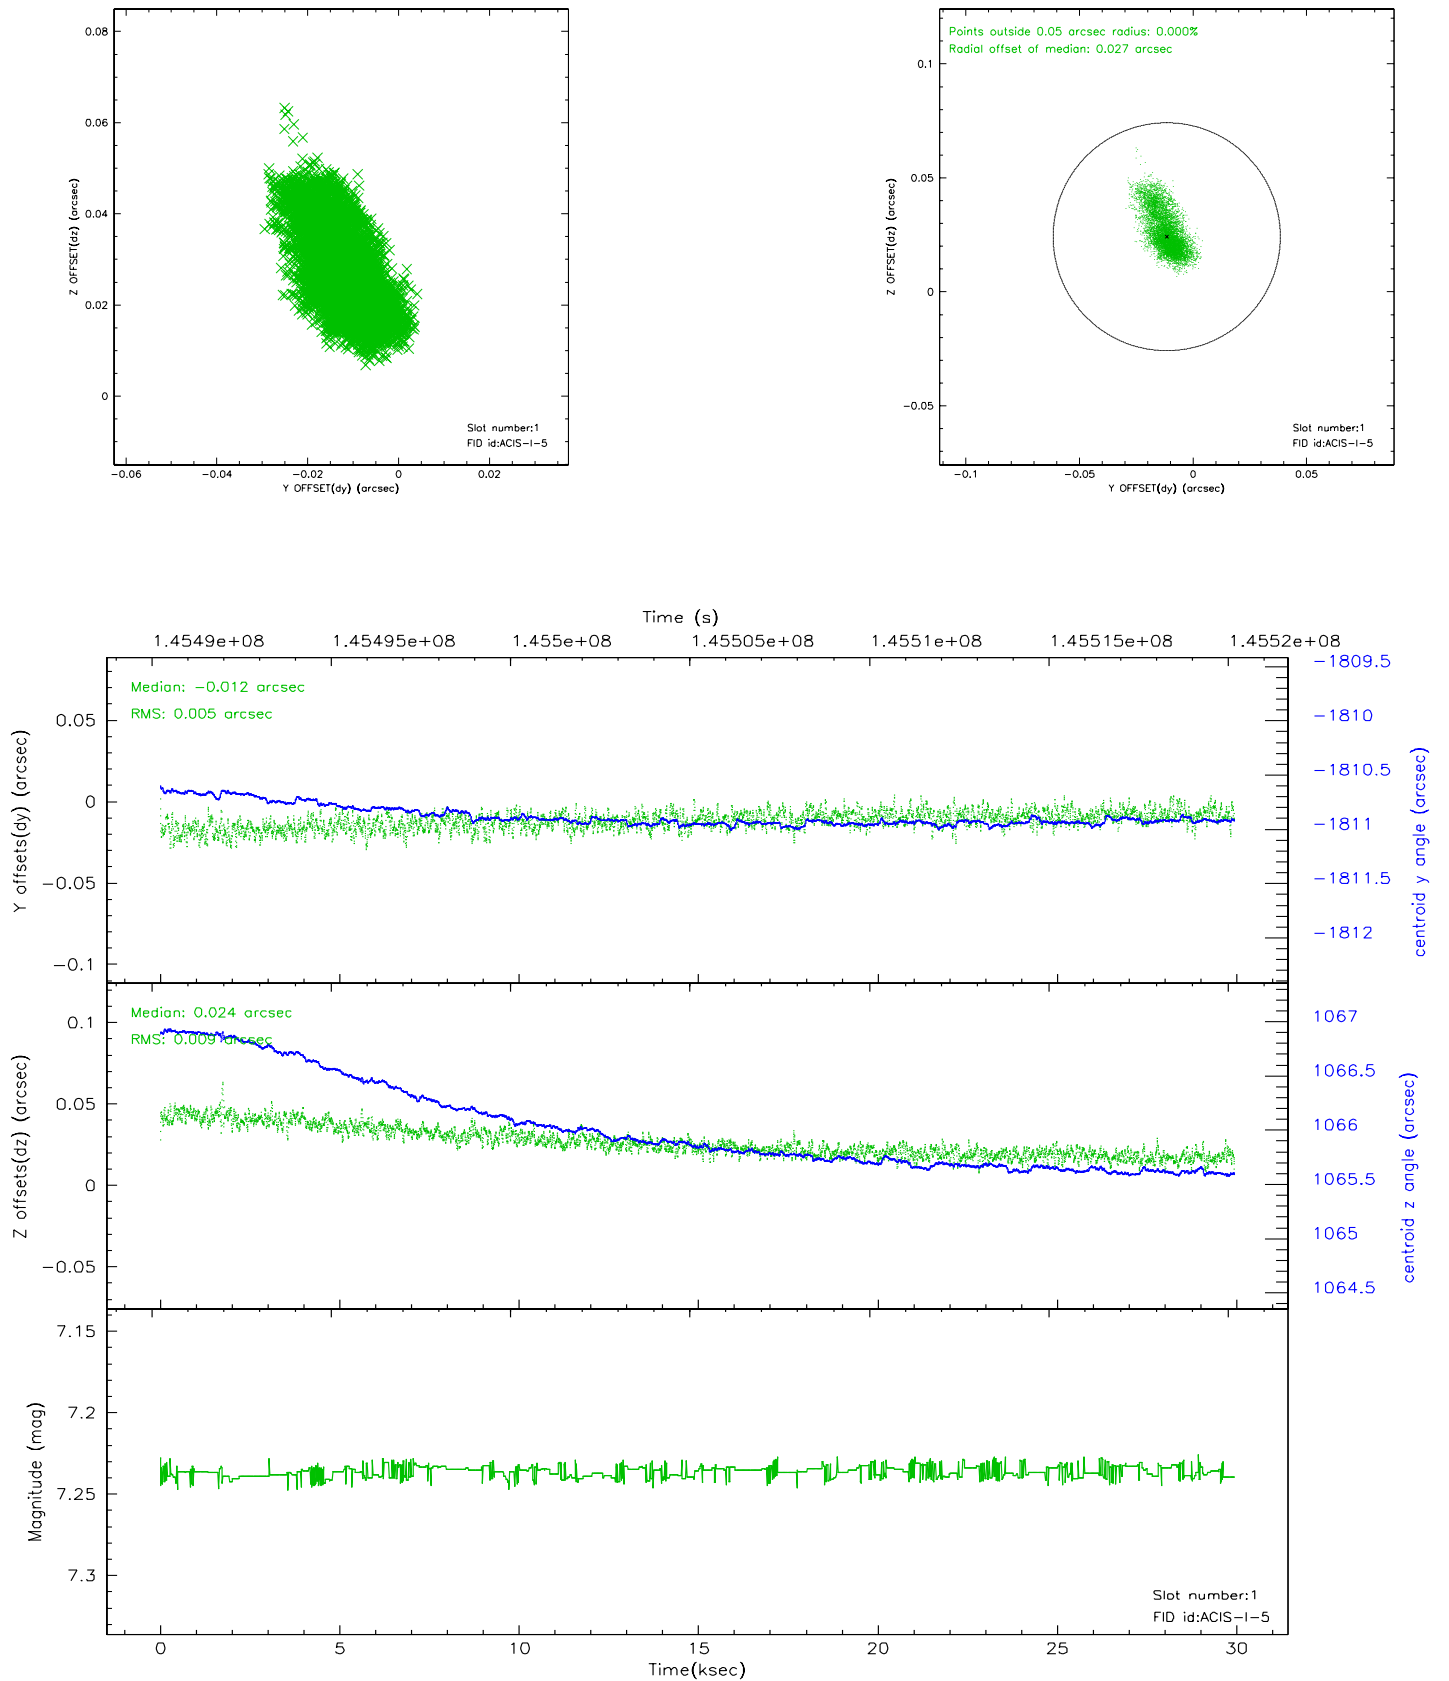 0.08
0.06
0.04
0.02
0
Z OFFSET(dz) (arcsec)
Slot number:1
FID id:ACIS-I-5
-0.06 -0.04 -0.02 0 0.02
Y OFFSET(dy) (arcsec)
Points outside 0.05 arcsec radius: 0.000%
Radial offset of median: 0.027 arcsec
0.1
0.05
0
-0.05
Z OFFSET(dz) (arcsec)
Slot number:1
FID id:ACIS-I-5
-0.1 -0.05 0 0.05
Y OFFSET(dy) (arcsec)
Time (s)
1.4549e+08 1.45495e+08 1.455e+08 1.45505e+08 1.4551e+08 1.45515e+08 1.4552e+08
Median: -0.012 arcsec
RMS: 0.005 arcsec
0.05
0
-0.05
-0.1
Y offsets(dy) (arcsec)
-1809.5
-1810
-1810.5
-1811
-1811.5
-1812
centroid y angle (arcsec)
Median: 0.024 arcsec
RMS: 0.009 arcsec
0.1
0.05
0
-0.05
Z offsets(dz) (arcsec)
1067
1066.5
1066
1065.5
1065
1064.5
centroid z angle (arcsec)
7.15
7.2
7.25
7.3
Magnitude (mag)
Slot number:1
FID id:ACIS-I-5
0 5 10 15 20 25 30
Time(ksec)